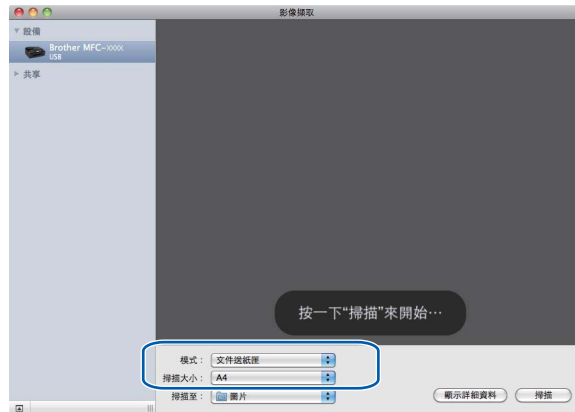 影像擷取
▼ 設備
Brother MFC-XXXX
USB
▶ 共享
按一下“掃描”來開始…
模式： 文件送紙匣
掃描大小： A4
掃描至： 圖片
顯示詳細資料 掃描